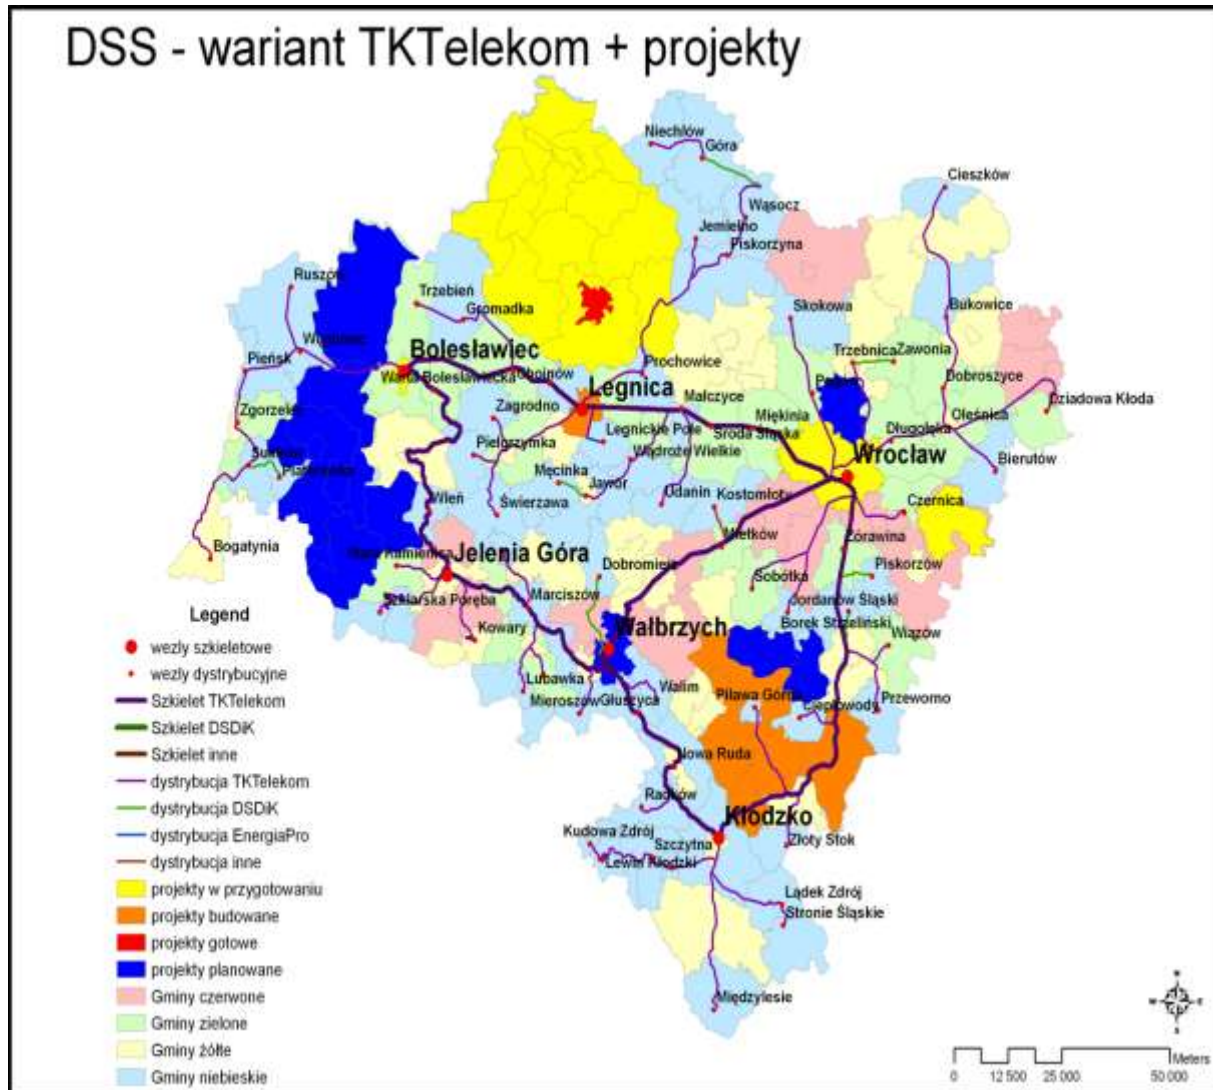 DSS - wariant TKTelekom + projekty
Niechlów
Góra
Cieszków
Wąsocz
Jemielno
Piskorzyna
Ruszów
Trzebień
Gromadka
Skokowa
Bukowice
Pieńsk
Bolesławiec
Trzebnica
Zawonia
Prochowice
Warta Bolesławiecka
Chojnów
Legnica
Dobroszyce
Zgorzelec
Zagrodno
Malczyce
Miękinia
Oleśnica
Dziadowa Kłoda
Legnickie Pole
Środa Śląska
Długołęka
Pielgrzymka
Wądroże Wielkie
Wrocław
Bierutów
Męcinka
Jawór
Świerzawa
Udanin
Kostomłoty
Wleń
Czernica
Mietków
Żórawina
Bogatynia
Jelenia Góra
Dobromierz
Piskorzów
Sobótka
Marciszów
Szklarska Poręba
Jordanów Śląski
Borek Strzeliński
Kowary
Wałbrzych
Wiązów
Lubawka
Walim
Mieroszów
Głuszyca
Piława Górna
Ciepłowody
Przeworno
Nowa Ruda
Radków
Kłodzko
Kudowa Zdrój
Szczytna
Złoty Stok
Lewin Kłodzki
Lądek Zdrój
Stronie Śląskie
Międzylesie
Legend
wezly szkieletowe
wezly dystrybucyjne
Szkielet TKTelekom
Szkielet DSDiK
Szkielet inne
dystrybucja TKTelekom
dystrybucja DSDiK
dystrybucja EnergiaPro
dystrybucja inne
projekty w przygotowaniu
projekty budowane
projekty gotowe
projekty planowane
Gminy czerwone
Gminy zielone
Gminy żółte
Gminy niebieskie
N
W
E
S
Meters
0 12 500 25 000 50 000